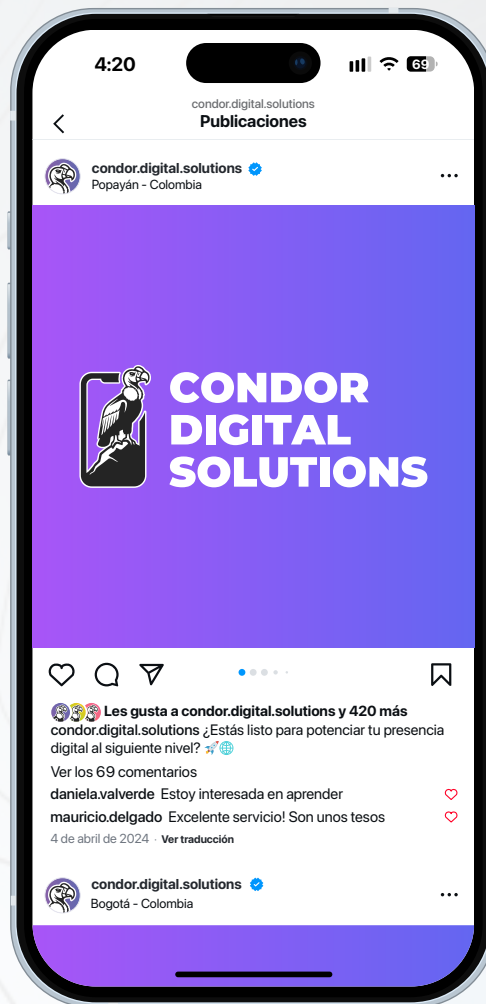 4:20
69
condor.digital.solutions
Publicaciones
condor.digital.solutions
Popayán - Colombia
CONDOR
DIGITAL
SOLUTIONS
Les gusta a condor.digital.solutions y 420 más
condor.digital.solutions ¿Estás listo para potenciar tu presencia
digital al siguiente nivel? 🚀🌐
Ver los 69 comentarios
daniela.valverde Estoy interesada en aprender
mauricio.delgado Excelente servicio! Son unos tesos
4 de abril de 2024 · Ver traducción
condor.digital.solutions
Bogotá - Colombia